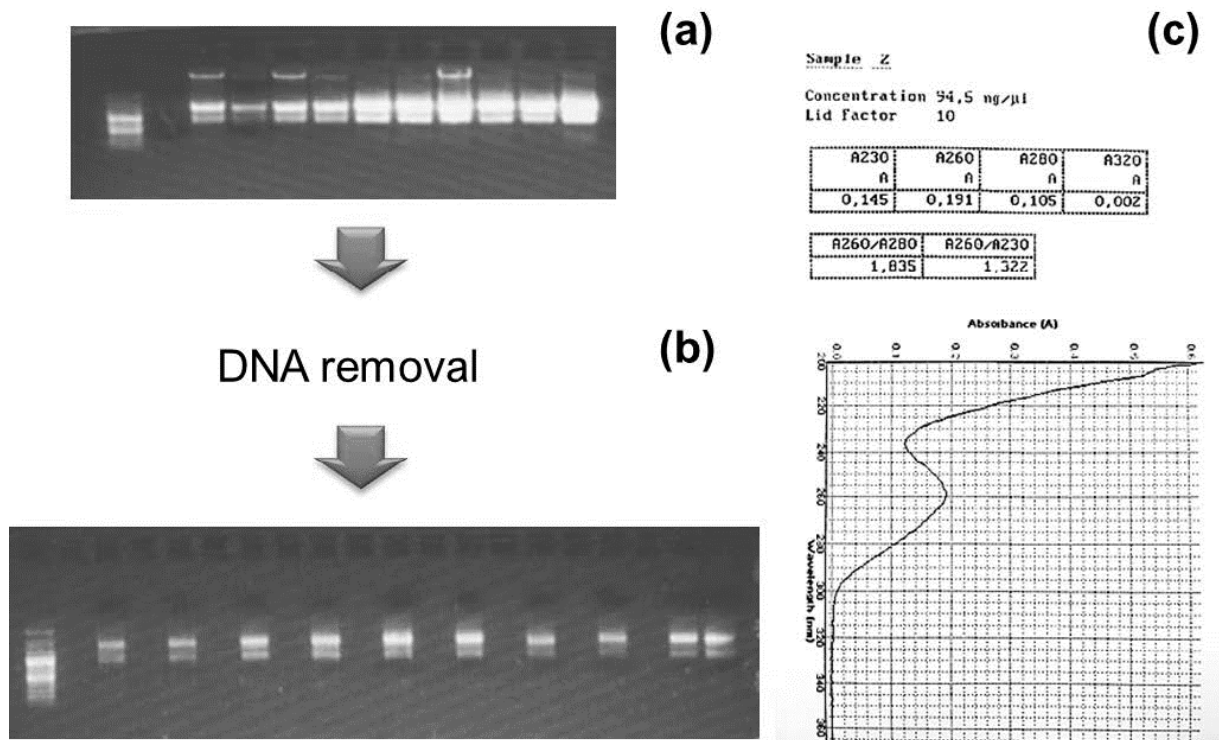 (a)
DNA removal
(b)
(c)
Sample 2
Concentration 94,5 ng/µl
Lid Factor 10
A230 A260 A280 A320
A A A A
0,145 0,191 0,105 0,002
A260/A280 A260/A230
1,835 1,322
Absorbance (A)
0.0 0.1 0.2 0.3 0.4 0.5 0.6
200
220
240
260
280
300
320
340
360
Wavelength (nm)